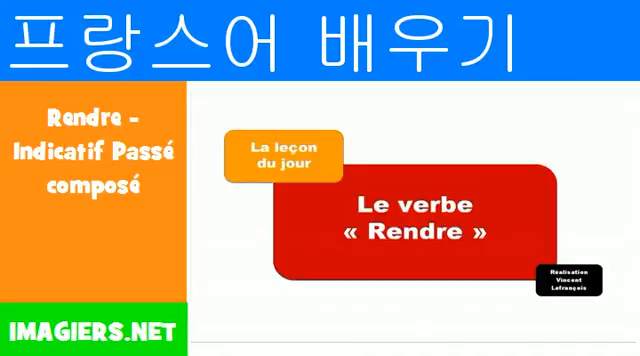 프랑스어 배우기
Rendre -
Indicatif Passé
composé
La leçon
du jour
Le verbe
« Rendre »
Réalisation
Vincent
Lefrançois
IMAGIERS.NET